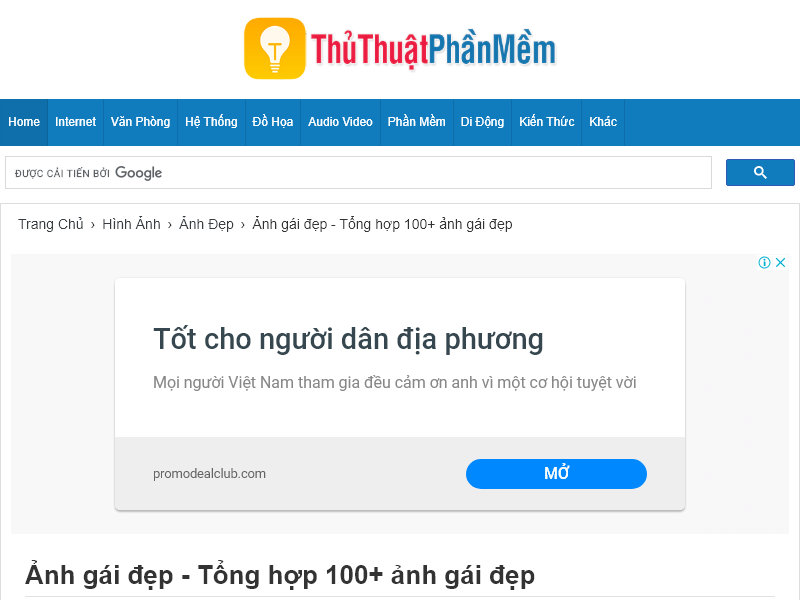 T ThủThuậtPhầnMềm
Home Internet Văn Phòng Hệ Thống Đồ Họa Audio Video Phần Mềm Di Động Kiến Thức Khác
ĐƯỢC CẢI TIẾN BỞI Google
Trang Chủ › Hình Ảnh › Ảnh Đẹp › Ảnh gái đẹp - Tổng hợp 100+ ảnh gái đẹp
Tốt cho người dân địa phương
Mọi người Việt Nam tham gia đều cảm ơn anh vì một cơ hội tuyệt vời
promodealclub.com MỞ
Ảnh gái đẹp - Tổng hợp 100+ ảnh gái đẹp